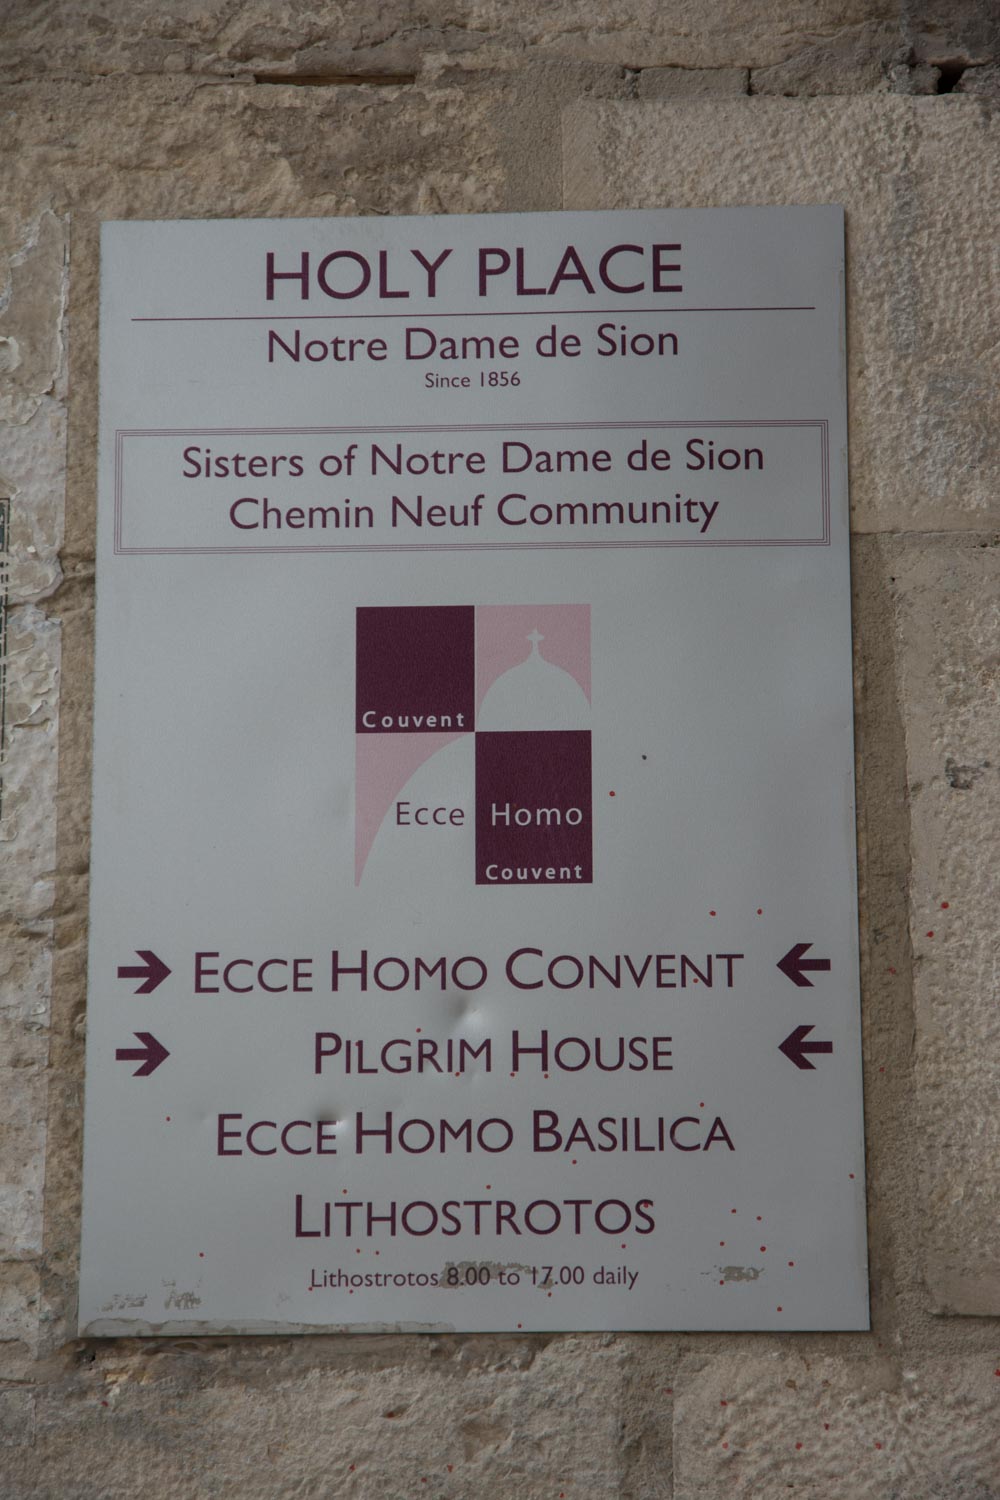 HOLY PLACE
Notre Dame de Sion
Since 1856
Sisters of Notre Dame de Sion
Chemin Neuf Community
Couvent
Ecce Homo
Couvent
ECCE HOMO CONVENT
PILGRIM HOUSE
ECCE HOMO BASILICA
LITHOSTROTOS
Lithostrotos 8.00 to 17.00 daily